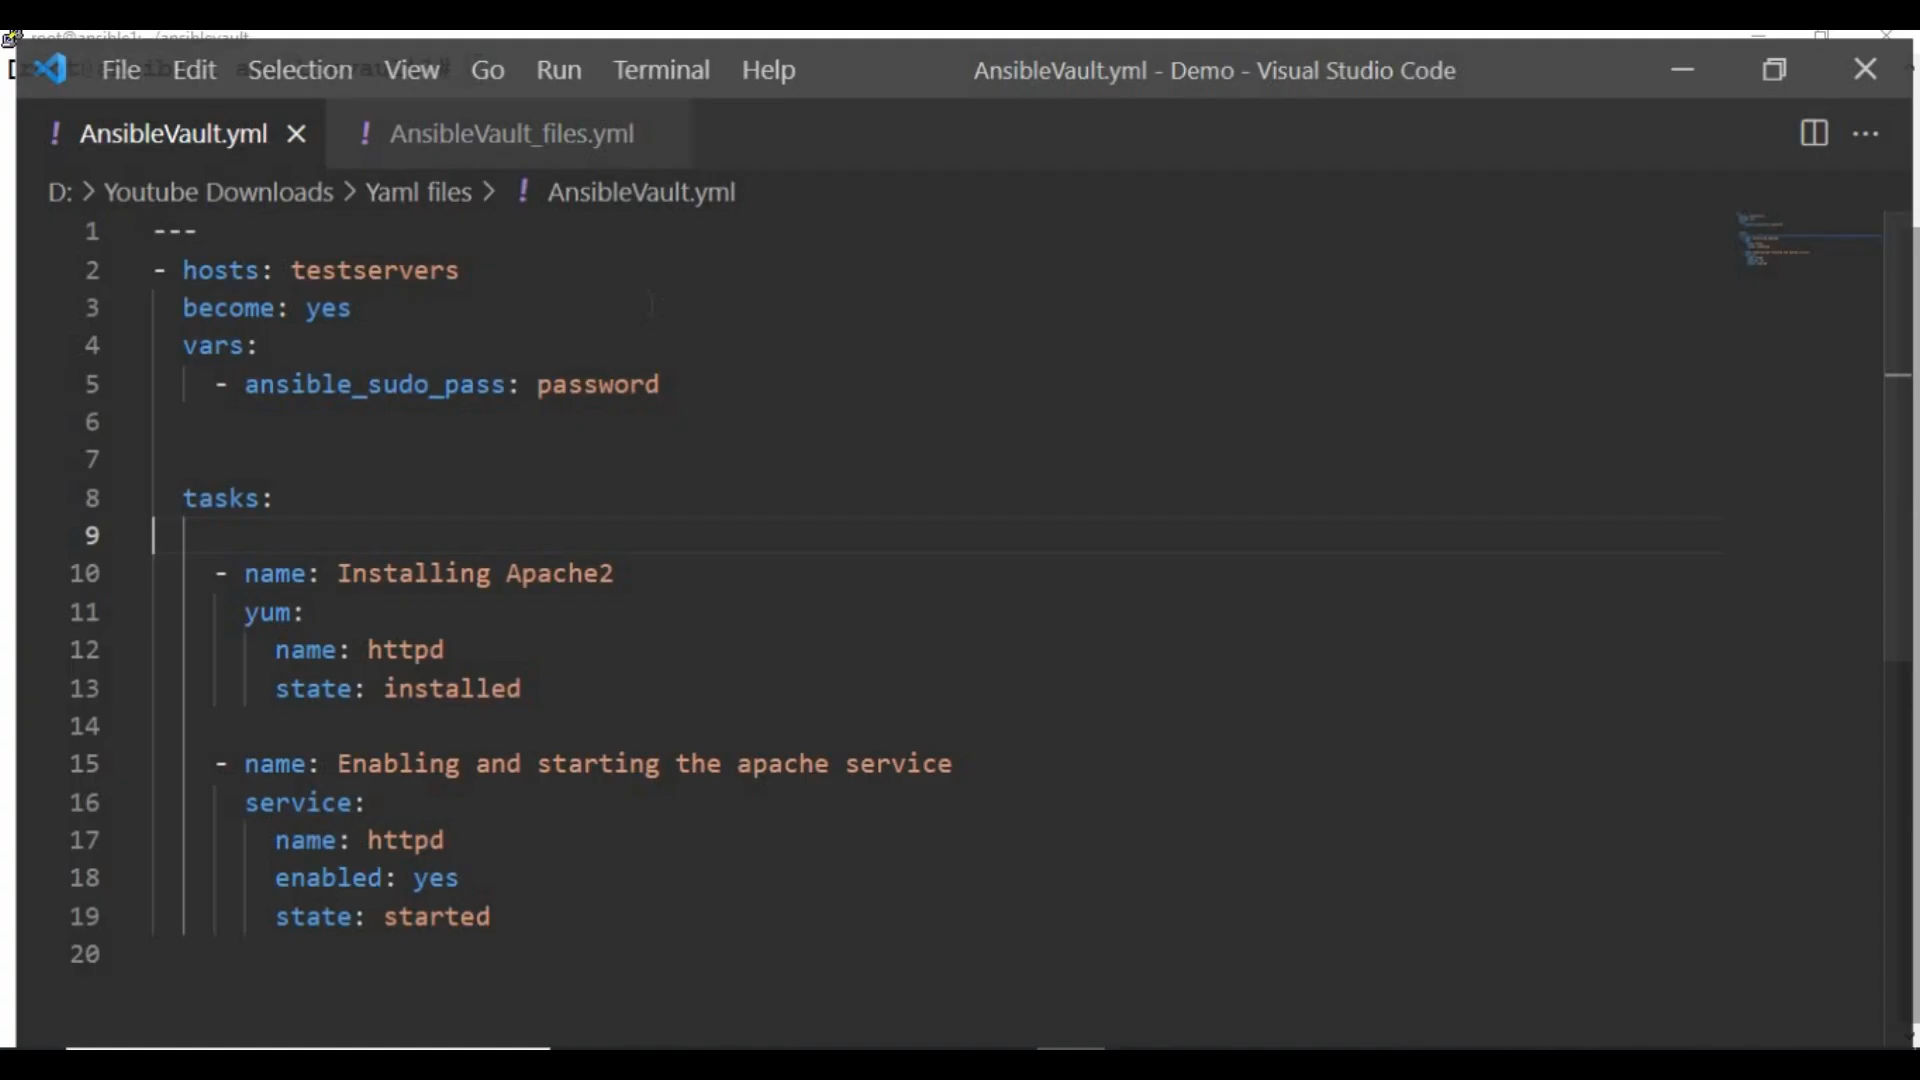 root@ansible1: ~/ansiblevault
File Edit Selection View Go Run Terminal Help AnsibleVault.yml - Demo - Visual Studio Code
! AnsibleVault.yml ! AnsibleVault_files.yml
D: > Youtube Downloads > Yaml files > ! AnsibleVault.yml
1 ---
2 - hosts: testservers
3 become: yes
4 vars:
5 - ansible_sudo_pass: password
6
7
8 tasks:
9
10 - name: Installing Apache2
11 yum:
12 name: httpd
13 state: installed
14
15 - name: Enabling and starting the apache service
16 service:
17 name: httpd
18 enabled: yes
19 state: started
20